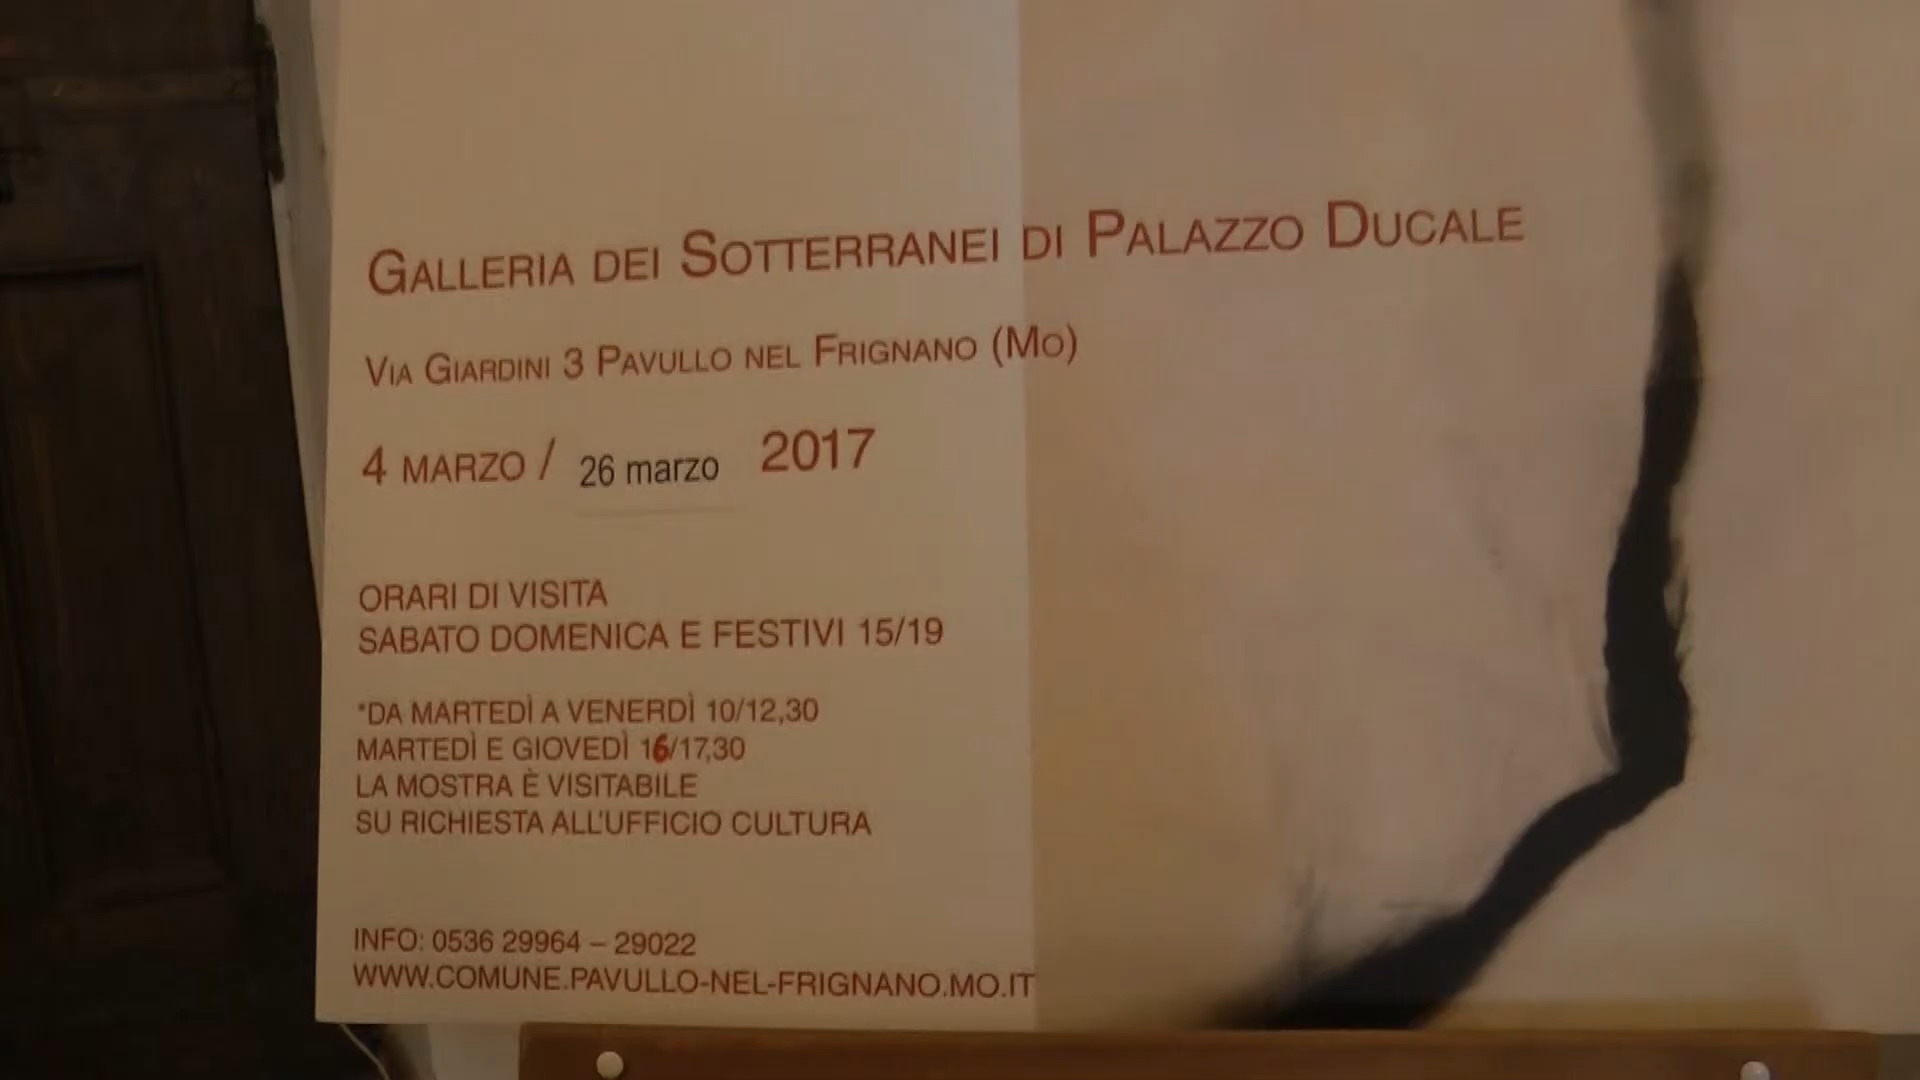 GALLERIA DEI SOTTERRANEI DI PALAZZO DUCALE
VIA GIARDINI 3 PAVULLO NEL FRIGNANO (MO)
4 MARZO / 26 marzo 2017
ORARI DI VISITA
SABATO DOMENICA E FESTIVI 15/19
*DA MARTEDÌ A VENERDÌ 10/12,30
MARTEDÌ E GIOVEDÌ 16/17,30
LA MOSTRA È VISITABILE
SU RICHIESTA ALL'UFFICIO CULTURA
INFO: 0536 29964 – 29022
WWW.COMUNE.PAVULLO-NEL-FRIGNANO.MO.IT